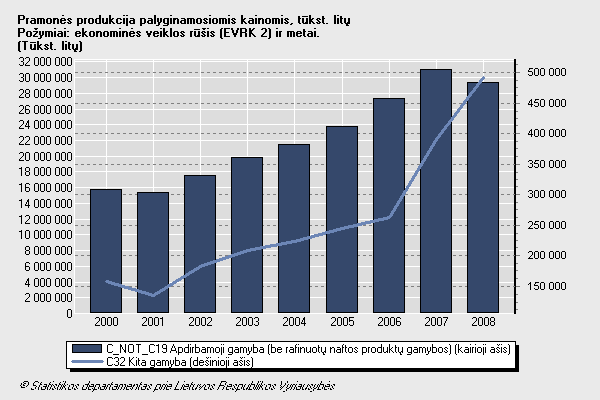 Pramonės produkcija palyginamosiomis kainomis, tūkst. litų
Požymiai: ekonominės veiklos rūšis (EVRK 2) ir metai.
(Tūkst. litų)
32 000 000
30 000 000
28 000 000
26 000 000
24 000 000
22 000 000
20 000 000
18 000 000
16 000 000
14 000 000
12 000 000
10 000 000
8 000 000
6 000 000
4 000 000
2 000 000
0
500 000
450 000
400 000
350 000
300 000
250 000
200 000
150 000
2000 2001 2002 2003 2004 2005 2006 2007 2008
C_NOT_C19 Apdirbamoji gamyba (be rafinuotų naftos produktų gamybos) (kairioji ašis)
C32 Kita gamyba (dešinioji ašis)
© Statistikos departamentas prie Lietuvos Respublikos Vyriausybės